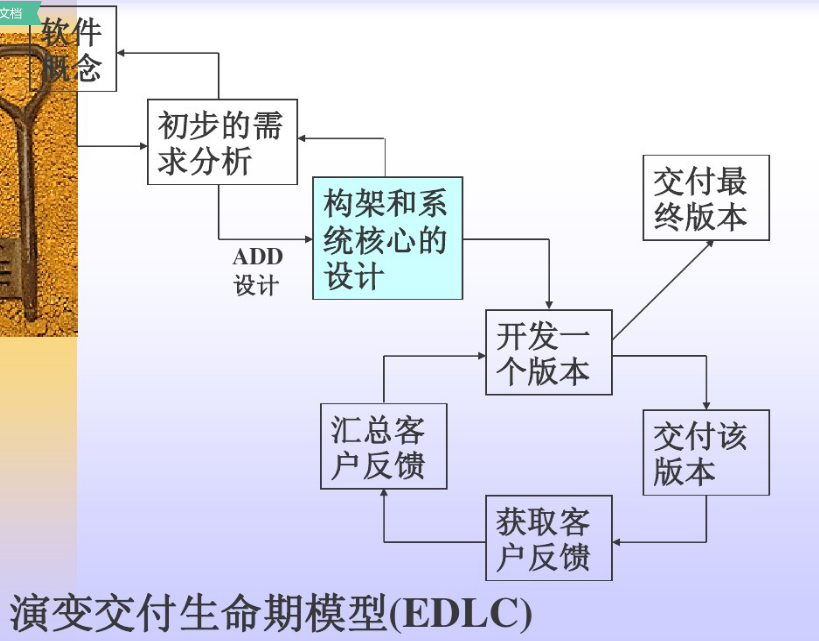 文档
软件
概念
初步的需
求分析
构架和系
统核心的
设计
ADD
设计
交付最
终版本
开发一
个版本
汇总客
户反馈
交付该
版本
获取客
户反馈
演变交付生命期模型(EDLC)